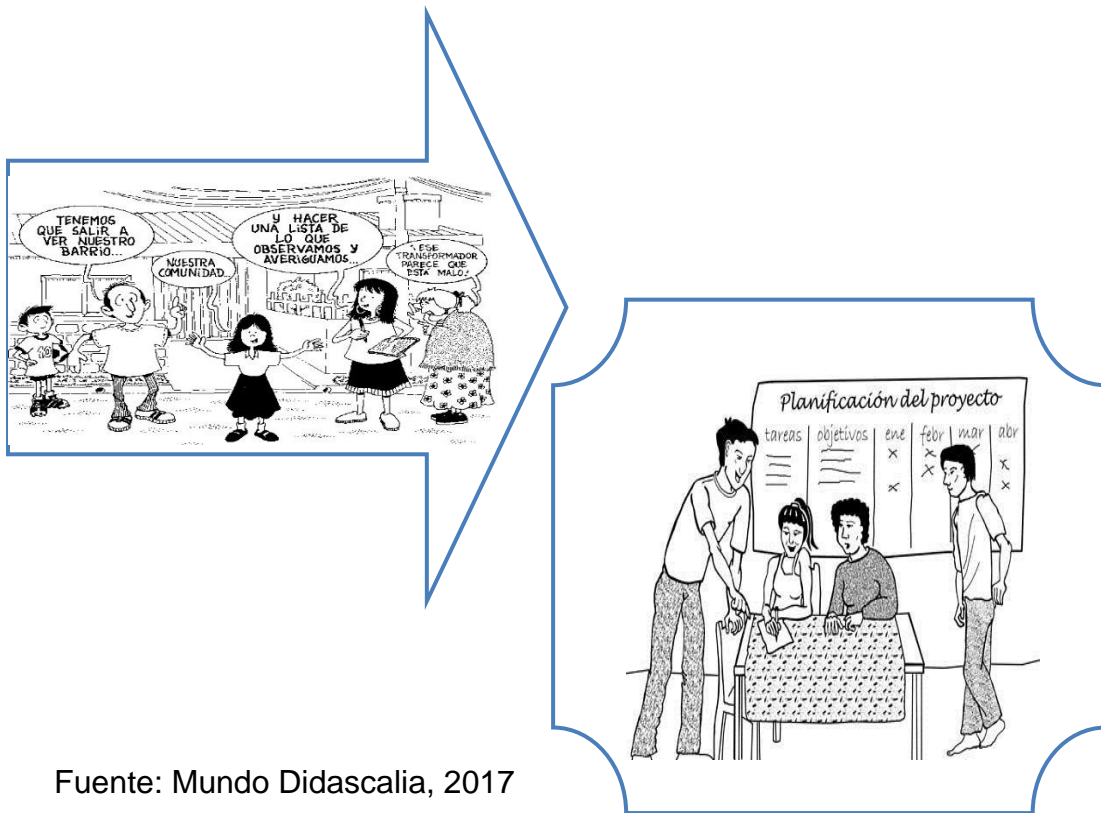 TENEMOS
QUE SALIR A
VER NUESTRO
BARRIO...
NUESTRA
COMUNIDAD
Y HACER
UNA LISTA DE
LO QUE
OBSERVAMOS Y
AVERIGUAMOS...
ESE
TRANSFORMADOR
PARECE QUE
ESTÁ MALO.
10
Planificación del proyecto
tareas objetivos ene febr mar abr
x x x
x x
x x
Fuente: Mundo Didascalia, 2017